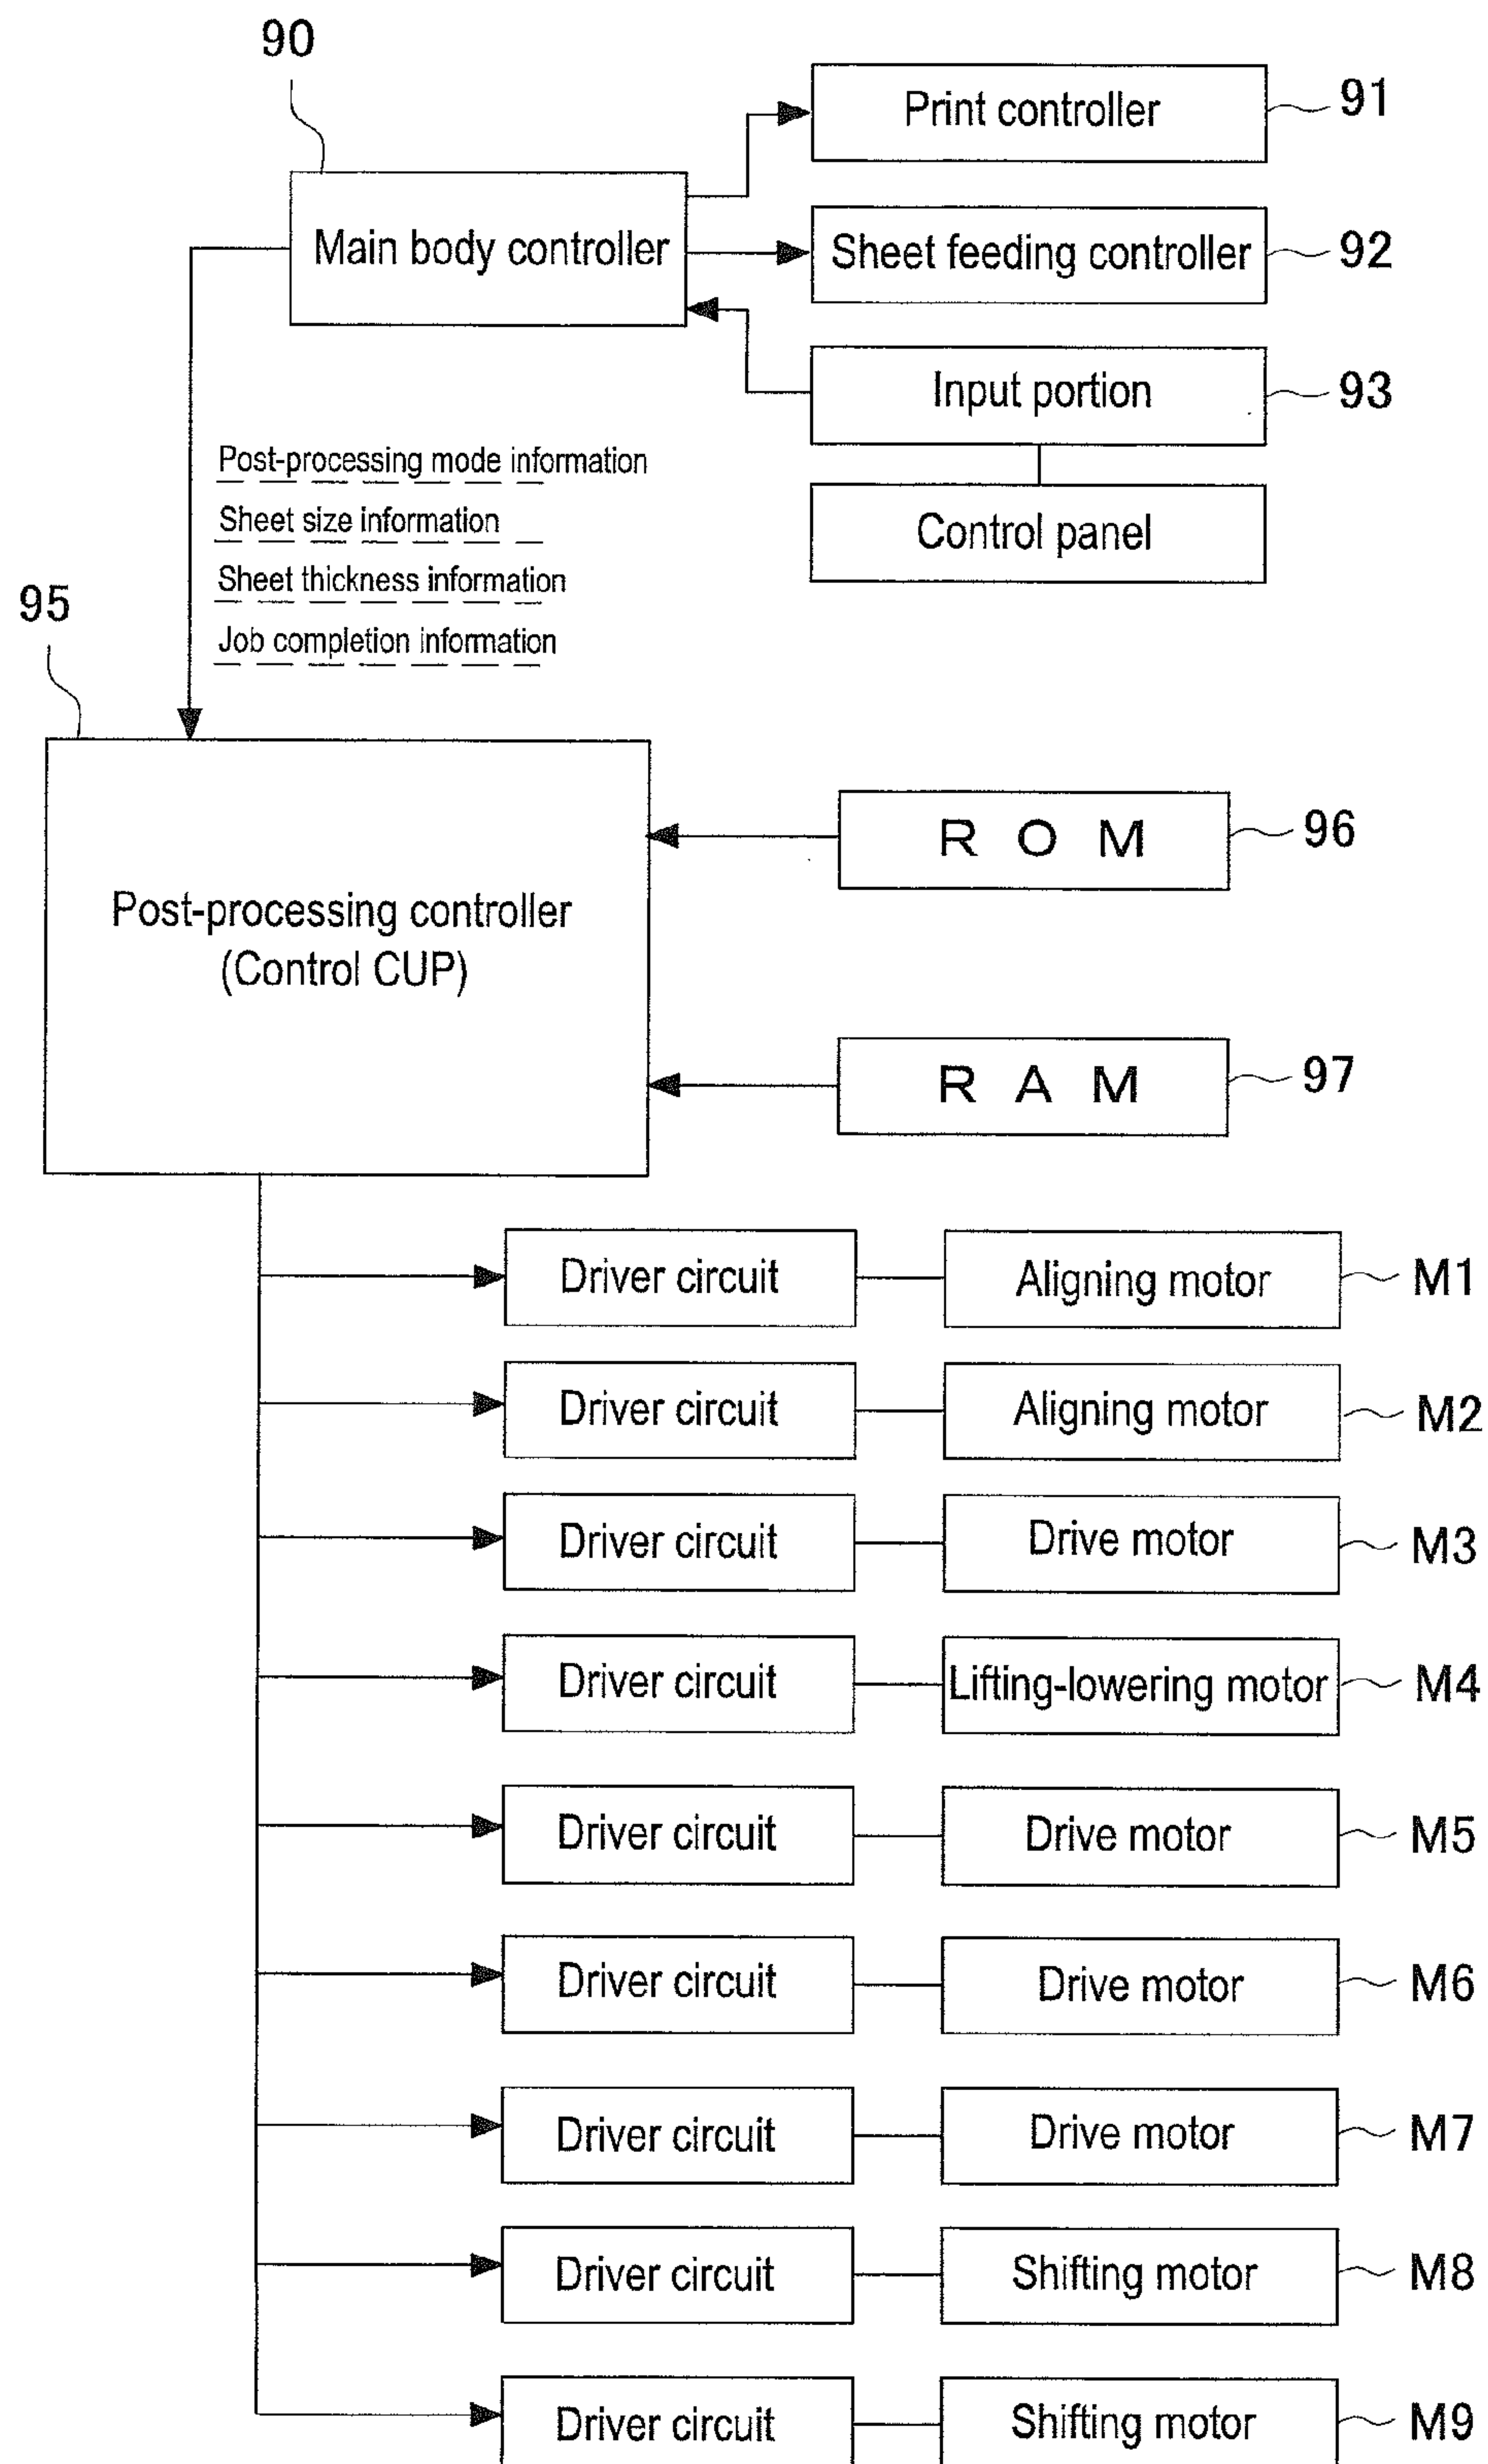 90
Print controller
91
Main body controller
Sheet feeding controller
92
Input portion
93
Post-processing mode information
Sheet size information
Control panel
Sheet thickness information
95
Job completion information
ROM
96
Post-processing controller
(Control CUP)
RAM
97
Driver circuit
Aligning motor
M1
Driver circuit
Aligning motor
M2
Driver circuit
Drive motor
M3
Driver circuit
Lifting-lowering motor
M4
Driver circuit
Drive motor
M5
Driver circuit
Drive motor
M6
Driver circuit
Drive motor
M7
Driver circuit
Shifting motor
M8
Driver circuit
Shifting motor
M9